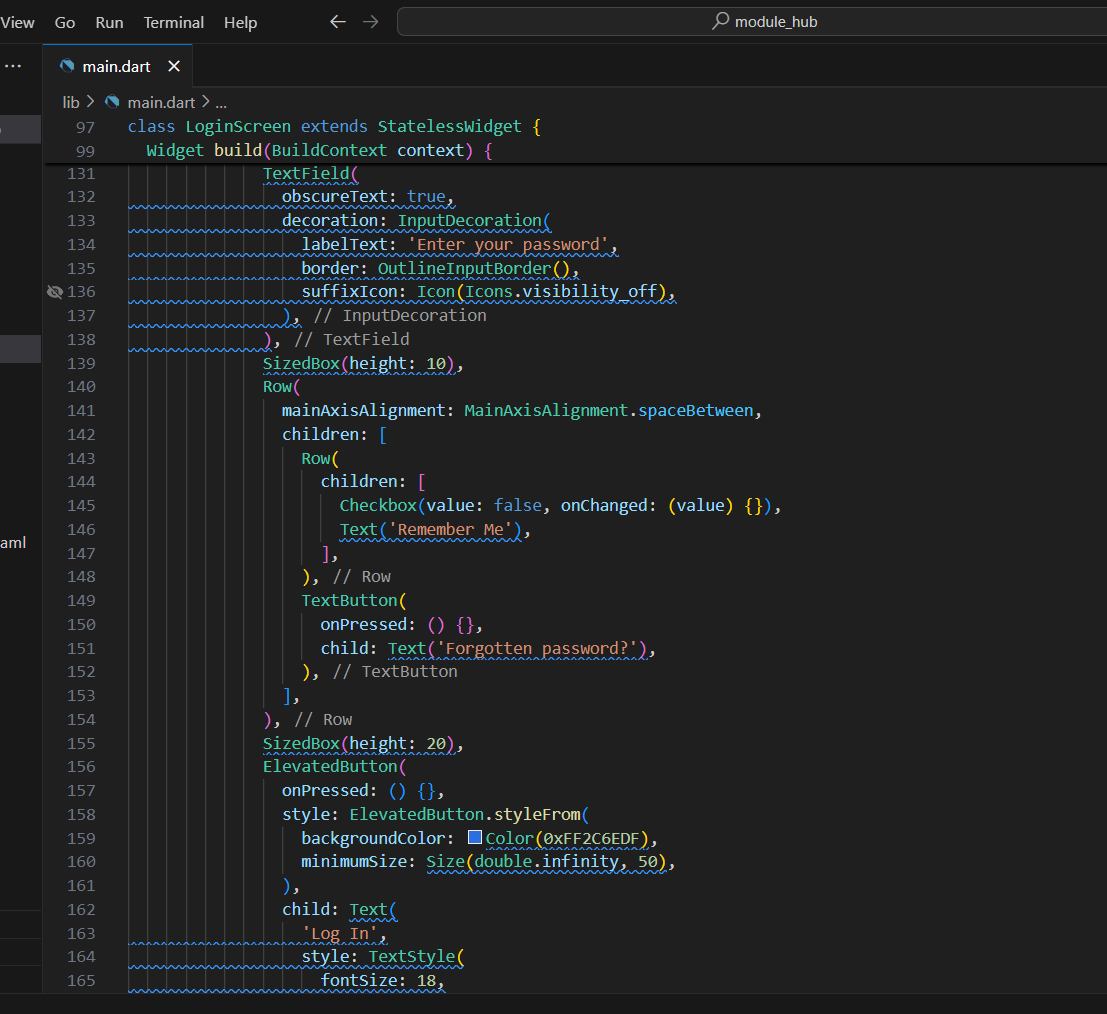 View Go Run Terminal Help module_hub
main.dart
lib > main.dart > ...
97 class LoginScreen extends StatelessWidget {
99 Widget build(BuildContext context) {
131 TextField(
132 obscureText: true,
133 decoration: InputDecoration(
134 labelText: 'Enter your password',
135 border: OutlineInputBorder(),
136 suffixIcon: Icon(Icons.visibility_off),
137 ), // InputDecoration
138 ), // TextField
139 SizedBox(height: 10),
140 Row(
141 mainAxisAlignment: MainAxisAlignment.spaceBetween,
142 children: [
143 Row(
144 children: [
145 Checkbox(value: false, onChanged: (value) {}),
146 Text('Remember Me'),
147 ],
148 ), // Row
149 TextButton(
150 onPressed: () {},
151 child: Text('Forgotten password?'),
152 ), // TextButton
153 ],
154 ), // Row
155 SizedBox(height: 20),
156 ElevatedButton(
157 onPressed: () {},
158 style: ElevatedButton.styleFrom(
159 backgroundColor: Color(0xFF2C6EDF),
160 minimumSize: Size(double.infinity, 50),
161 ),
162 child: Text(
163 'Log In',
164 style: TextStyle(
165 fontSize: 18,
aml